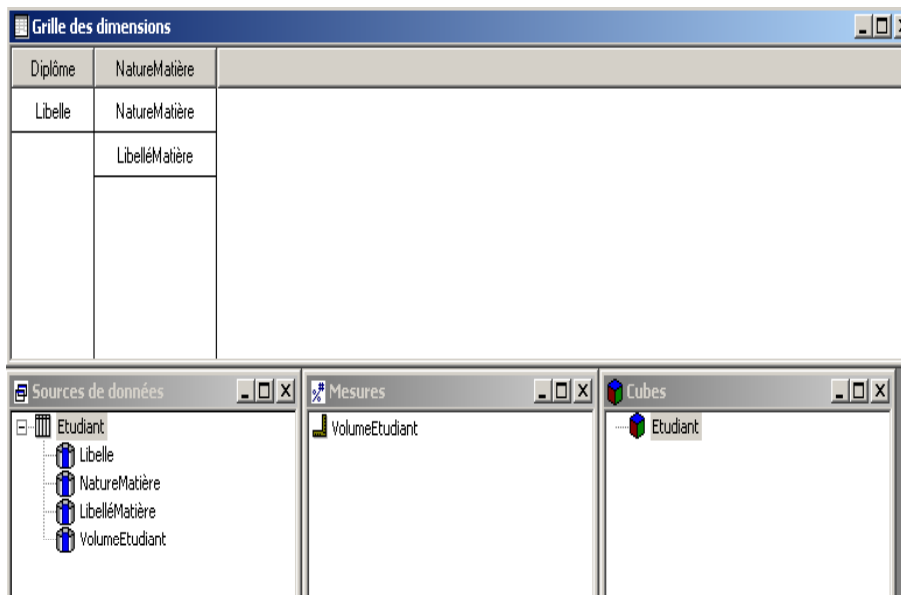 Grille des dimensions
Diplôme NatureMatière
Libelle NatureMatière
LibelléMatière
Sources de données
Etudiant
Libelle
NatureMatière
LibelléMatière
VolumeEtudiant
Mesures
VolumeEtudiant
Cubes
Etudiant